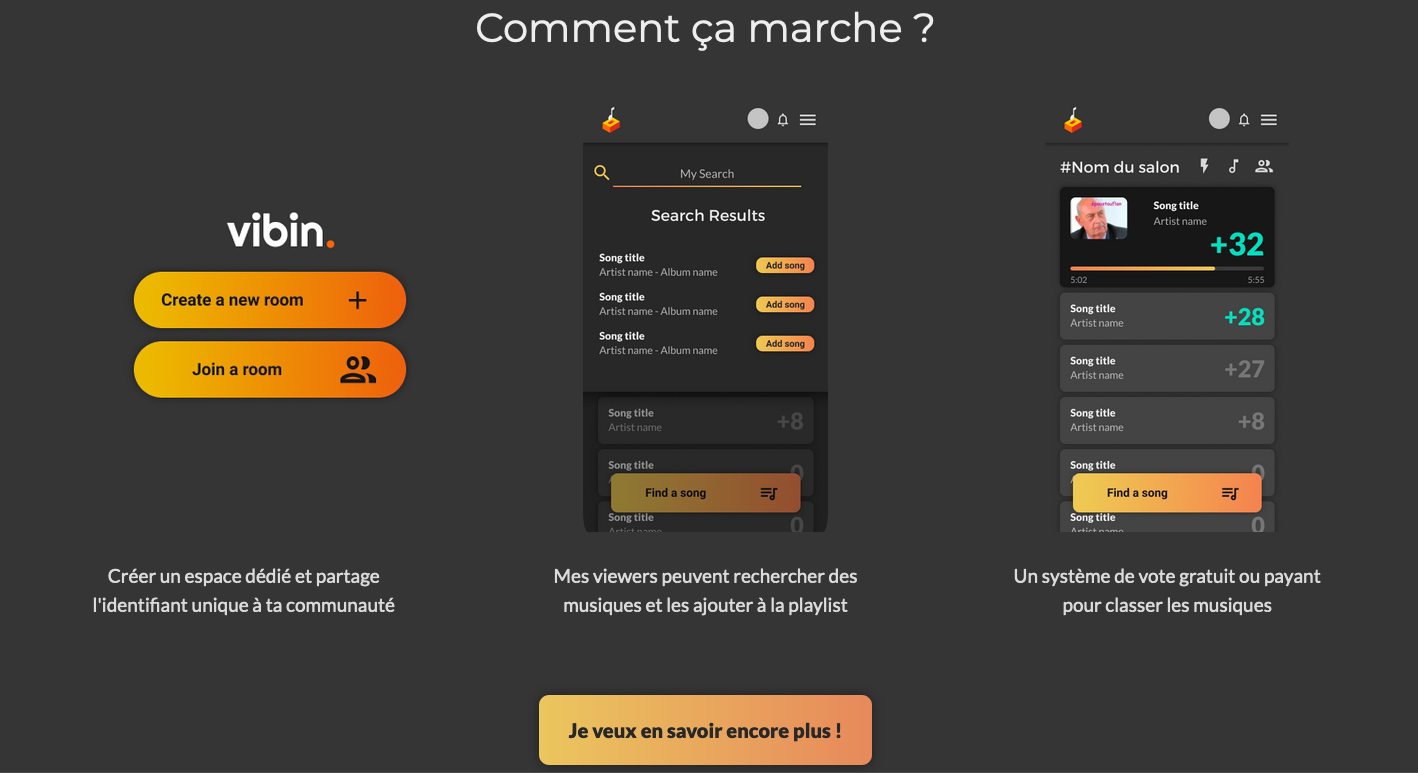 Comment ça marche ?
vibin.
Create a new room
Join a room
My Search
Search Results
Song title
Artist name - Album name
Add song
Song title
Artist name - Album name
Add song
Song title
Artist name - Album name
Add song
Song title
Artist name
+8
Song title
0
Find a song
Song title
Artist name
0
#Nom du salon
Song title
Artist name
+32
5:02
5:55
Song title
Artist name
+28
Song title
Artist name
+27
Song title
Artist name
+8
Song title
0
Find a song
Song title
Artist name
0
Créer un espace dédié et partage
l'identifiant unique à ta communauté
Mes viewers peuvent rechercher des
musiques et les ajouter à la playlist
Un système de vote gratuit ou payant
pour classer les musiques
Je veux en savoir encore plus !